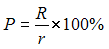 P = R/r × 100%